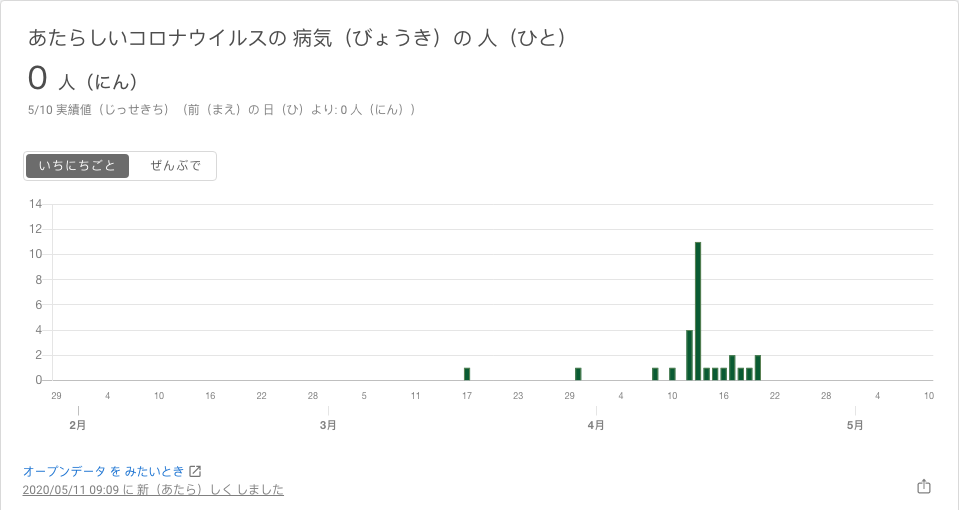 あたらしいコロナウイルスの 病気（びょうき）の 人（ひと）
0 人（にん）
5/10 実績値（じっせきち）（前（まえ）の 日（ひ）より: 0 人（にん））
いちにちごと ぜんぶで
14
12
10
8
6
4
2
0
29 4 10 16 22 28 5 11 17 23 29 4 10 16 22 28 4 10
2月 3月 4月 5月
オープンデータ を みたいとき
2020/05/11 09:09 に 新（あたら）しく しました